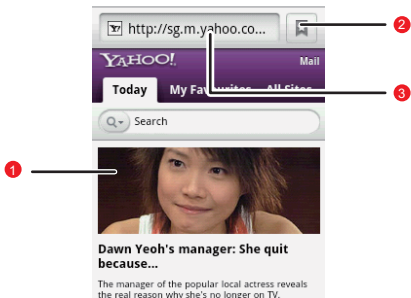 http://sg.m.yahoo.co...
2
YAHOO!
Mail
Today
My Favourites
All Sites
3
Search
1
Dawn Yeoh's manager: She quit
because...
The manager of the popular local actress reveals
the real reason why she's no longer on TV.